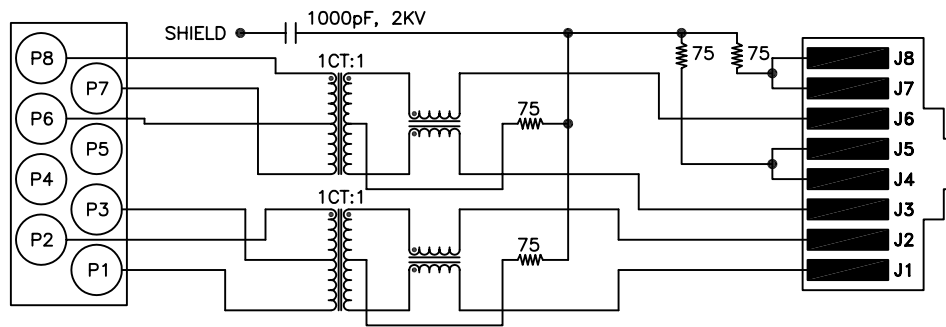 1000pF, 2KV
SHIELD
75
75
1CT:1
75
1CT:1
75
P8
P7
P6
P5
P4
P3
P2
P1
J8
J7
J6
J5
J4
J3
J2
J1